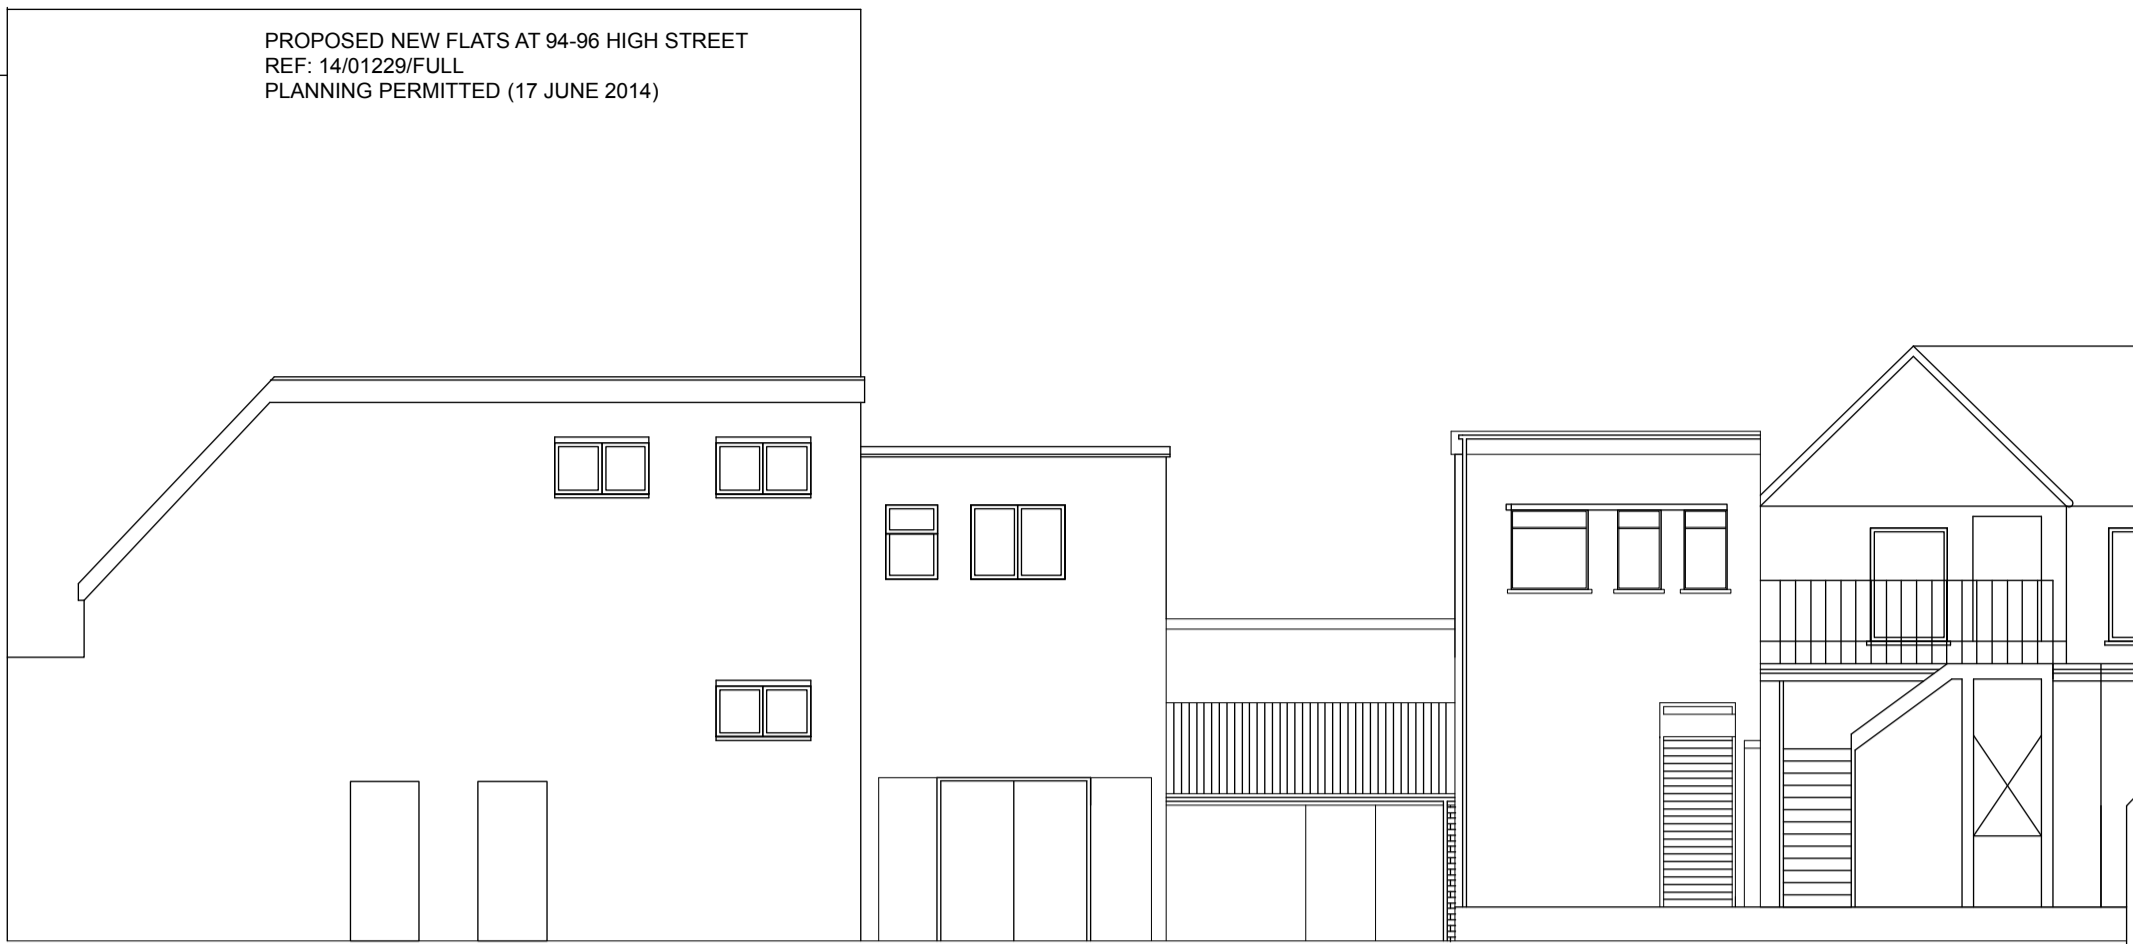 PROPOSED NEW FLATS AT 94-96 HIGH STREET
REF: 14/01229/FULL
PLANNING PERMITTED (17 JUNE 2014)